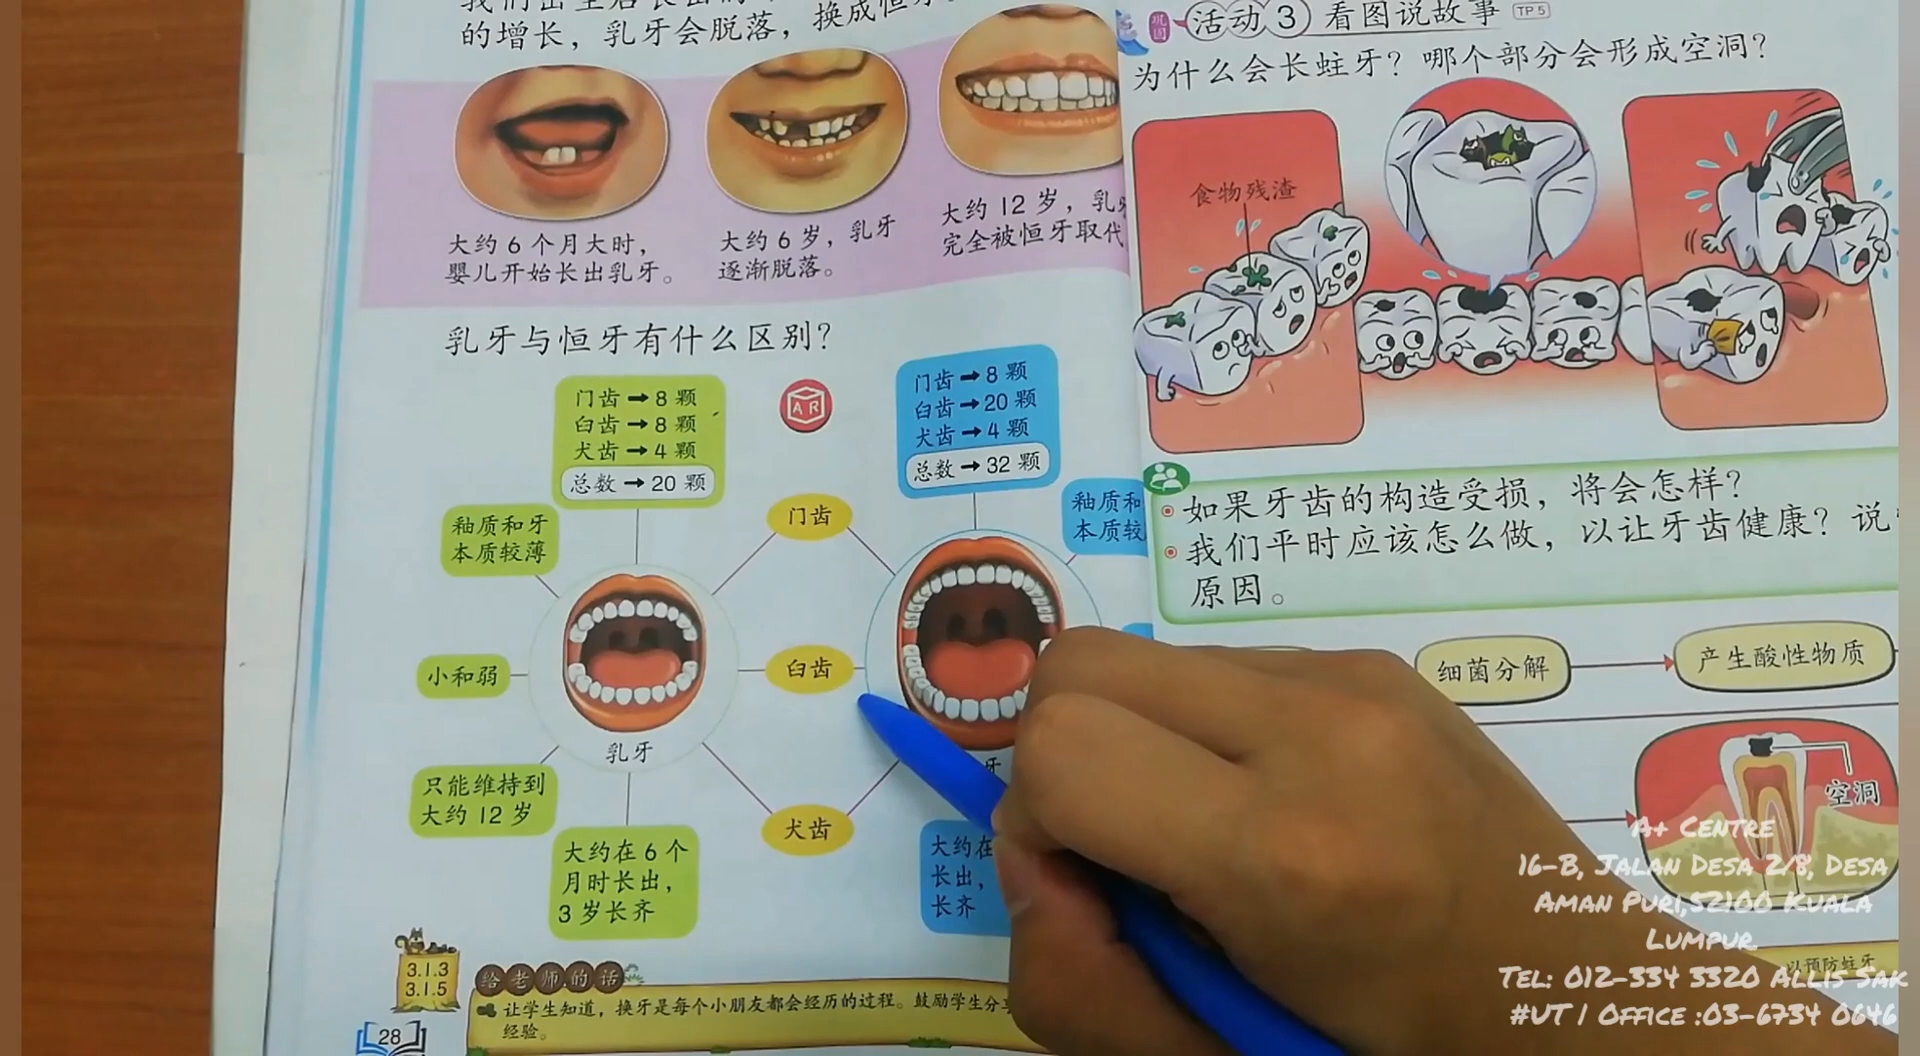 的增长，乳牙会脱落，换成恒牙。
大约 6 个月大时，
婴儿开始长出乳牙。
大约 6 岁，乳牙
逐渐脱落。
大约 12 岁，乳牙
完全被恒牙取代
乳牙与恒牙有什么区别？
门齿➞8 颗
臼齿➞8 颗
犬齿➞4 颗
总数➞20 颗
AR
门齿➞8 颗
臼齿➞20 颗
犬齿➞4 颗
总数➞32 颗
釉质和牙
本质较薄
门齿
釉质和
本质较
小和弱
臼齿
乳牙
牙
只能维持到
大约 12 岁
犬齿
大约在 6 个
月时长出，
3 岁长齐
大约在
长出，
长齐
3.1.3
3.1.5
给老师的话
让学生知道，换牙是每个小朋友都会经历的过程。鼓励学生分享
经验。
28
巩固
活动 3 看图说故事 TP 5
为什么会长蛀牙？哪个部分会形成空洞？
食物残渣
如果牙齿的构造受损，将会怎样？
我们平时应该怎么做，以让牙齿健康？说
原因。
细菌分解
产生酸性物质
空洞
以预防蛀牙
A+ Centre
16-B, Jalan Desa 2/8, Desa
Aman Puri,52100 Kuala
Lumpur.
Tel: 012-334 3320 Allis Sak
#UT | Office :03-6734 0646